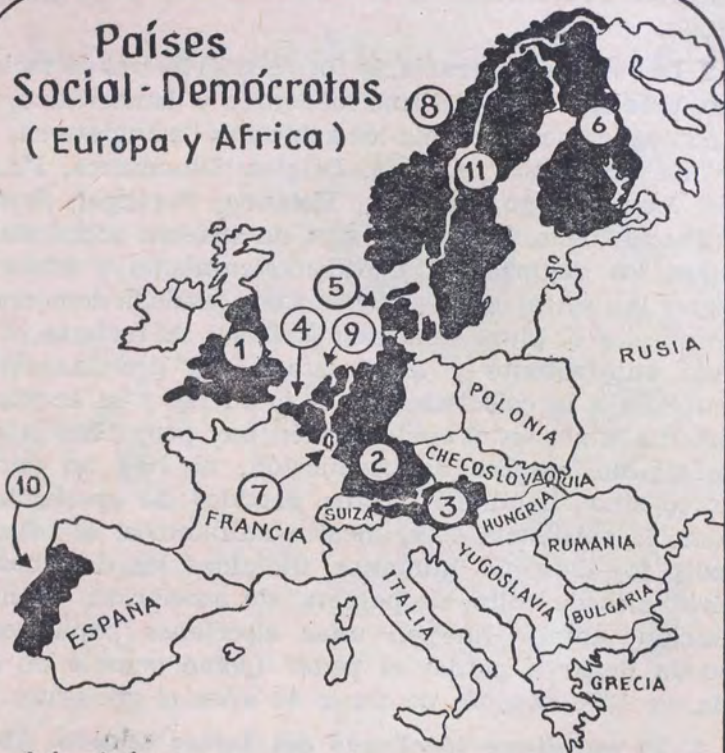 Países
Social-Demócratas
(Europa y Africa)
8
6
11
5
4
9
1
RUSIA
POLONIA
2
CHECOSLOVAQUIA
7
3
10
FRANCIA
SUIZA
HUNGRIA
RUMANIA
YUGOSLAVIA
ESPAÑA
ITALIA
BULGARIA
GRECIA